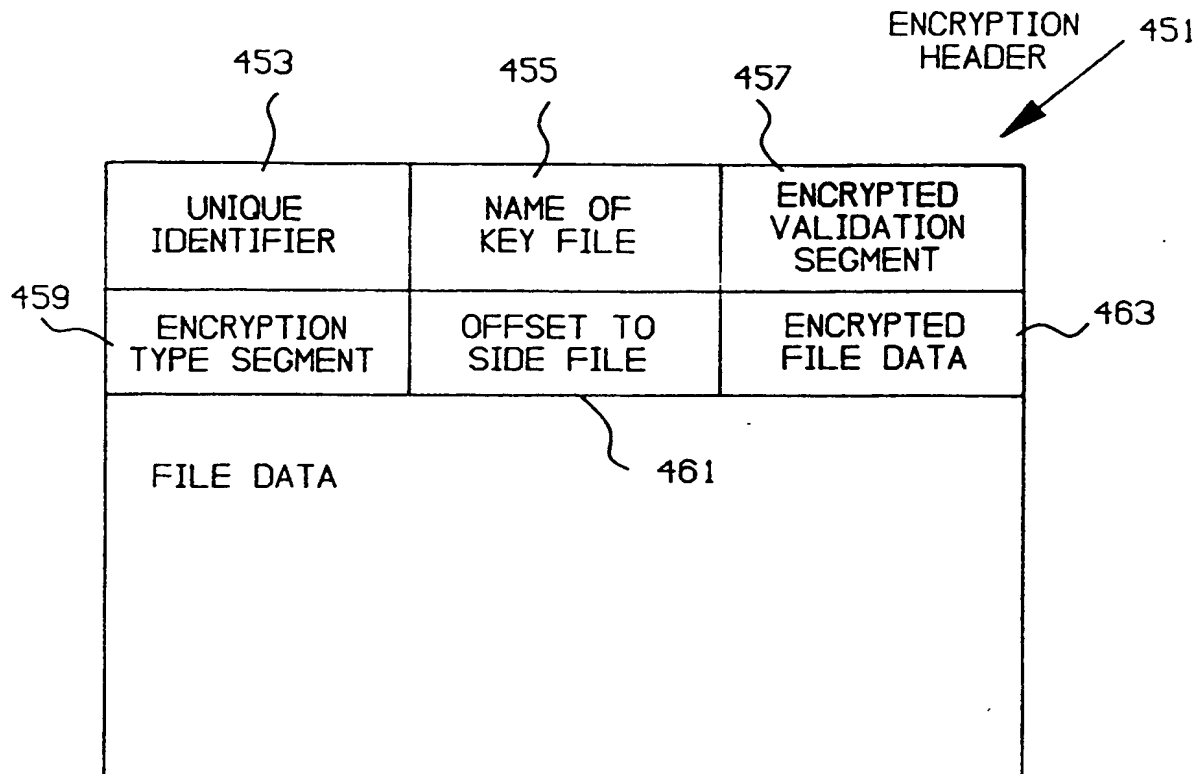 ENCRYPTION
HEADER
451
453
455
457
UNIQUE
IDENTIFIER
NAME OF
KEY FILE
ENCRYPTED
VALIDATION
SEGMENT
459
ENCRYPTION
TYPE SEGMENT
OFFSET TO
SIDE FILE
ENCRYPTED
FILE DATA
463
461
FILE DATA